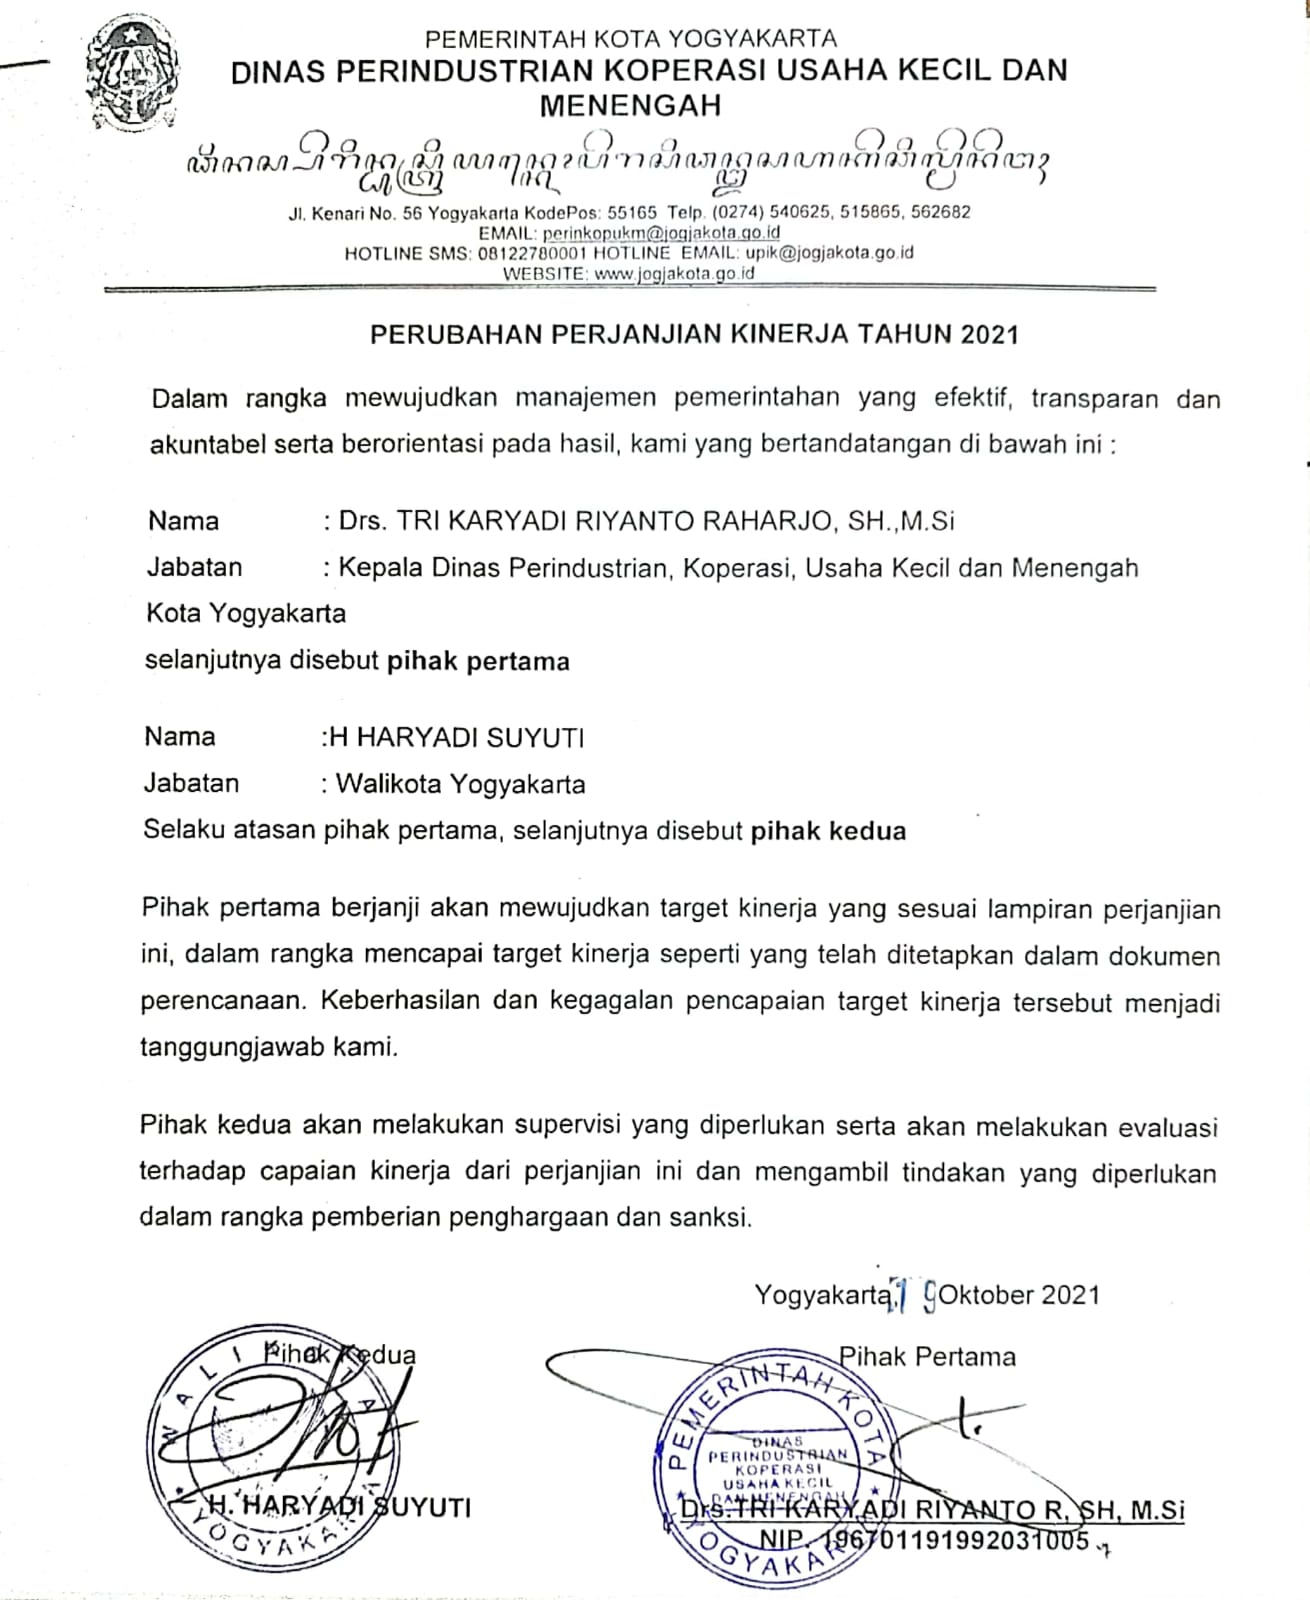 PEMERINTAH KOTA YOGYAKARTA
DINAS PERINDUSTRIAN KOPERASI USAHA KECIL DAN
MENENGAH
Jl. Kenari No. 56 Yogyakarta KodePos: 55165 Telp. (0274) 540625, 515865, 562682
EMAIL: perinkopukm@jogjakota.go.id
HOTLINE SMS: 08122780001 HOTLINE EMAIL: upik@jogjakota.go.id
WEBSITE: www.jogjakota.go.id
PERUBAHAN PERJANJIAN KINERJA TAHUN 2021
Dalam rangka mewujudkan manajemen pemerintahan yang efektif, transparan dan
akuntabel serta berorientasi pada hasil, kami yang bertandatangan di bawah ini :
Nama : Drs. TRI KARYADI RIYANTO RAHARJO, SH.,M.Si
Jabatan : Kepala Dinas Perindustrian, Koperasi, Usaha Kecil dan Menengah
Kota Yogyakarta
selanjutnya disebut pihak pertama
Nama :H HARYADI SUYUTI
Jabatan : Walikota Yogyakarta
Selaku atasan pihak pertama, selanjutnya disebut pihak kedua
Pihak pertama berjanji akan mewujudkan target kinerja yang sesuai lampiran perjanjian
ini, dalam rangka mencapai target kinerja seperti yang telah ditetapkan dalam dokumen
perencanaan. Keberhasilan dan kegagalan pencapaian target kinerja tersebut menjadi
tanggungjawab kami.
Pihak kedua akan melakukan supervisi yang diperlukan serta akan melakukan evaluasi
terhadap capaian kinerja dari perjanjian ini dan mengambil tindakan yang diperlukan
dalam rangka pemberian penghargaan dan sanksi.
Yogyakarta, 19 Oktober 2021
Pihak Kedua
WALIKOTA
YOGYAKARTA
H. HARYADI SUYUTI
Pihak Pertama
PEMERINTAH KOTA
DINAS
PERINDUSTRIAN
KOPERASI
USAHA KECIL
DAN MENENGAH
YOGYAKARTA
Drs.TRI KARYADI RIYANTO R, SH, M.Si
NIP. 196701191992031005